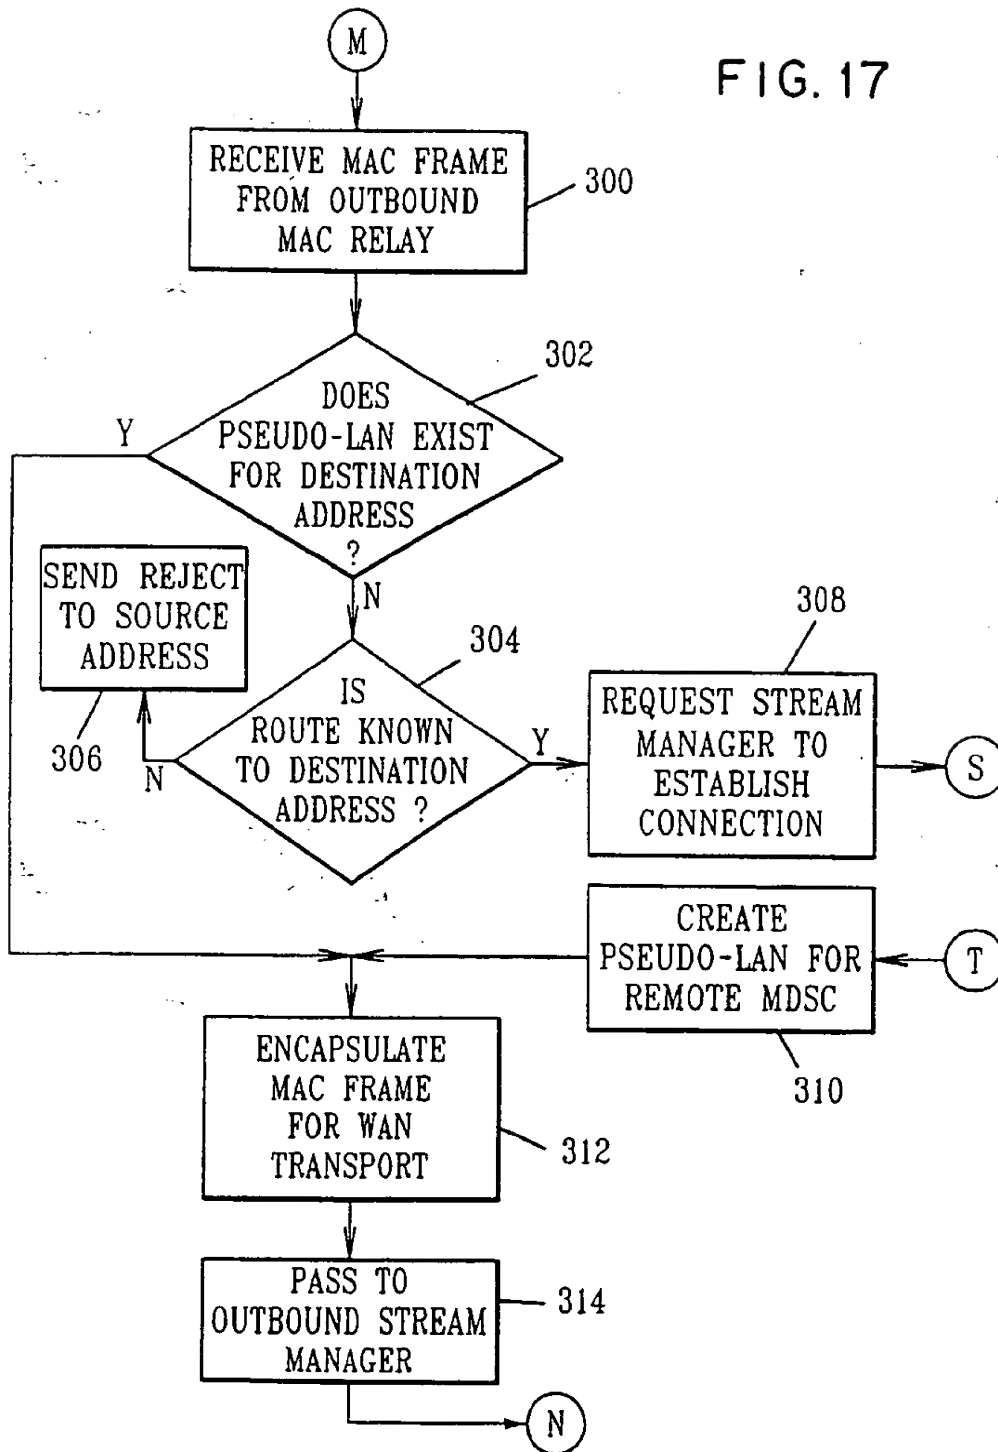 M
FIG. 17
RECEIVE MAC FRAME
FROM OUTBOUND
MAC RELAY
300
302
DOES
PSEUDO-LAN EXIST
FOR DESTINATION
ADDRESS
?
Y
N
SEND REJECT
TO SOURCE
ADDRESS
306
304
IS
ROUTE KNOWN
TO DESTINATION
ADDRESS ?
N
Y
308
REQUEST STREAM
MANAGER TO
ESTABLISH
CONNECTION
S
CREATE
PSEUDO-LAN FOR
REMOTE MDSC
T
310
ENCAPSULATE
MAC FRAME
FOR WAN
TRANSPORT
312
PASS TO
OUTBOUND STREAM
MANAGER
314
N